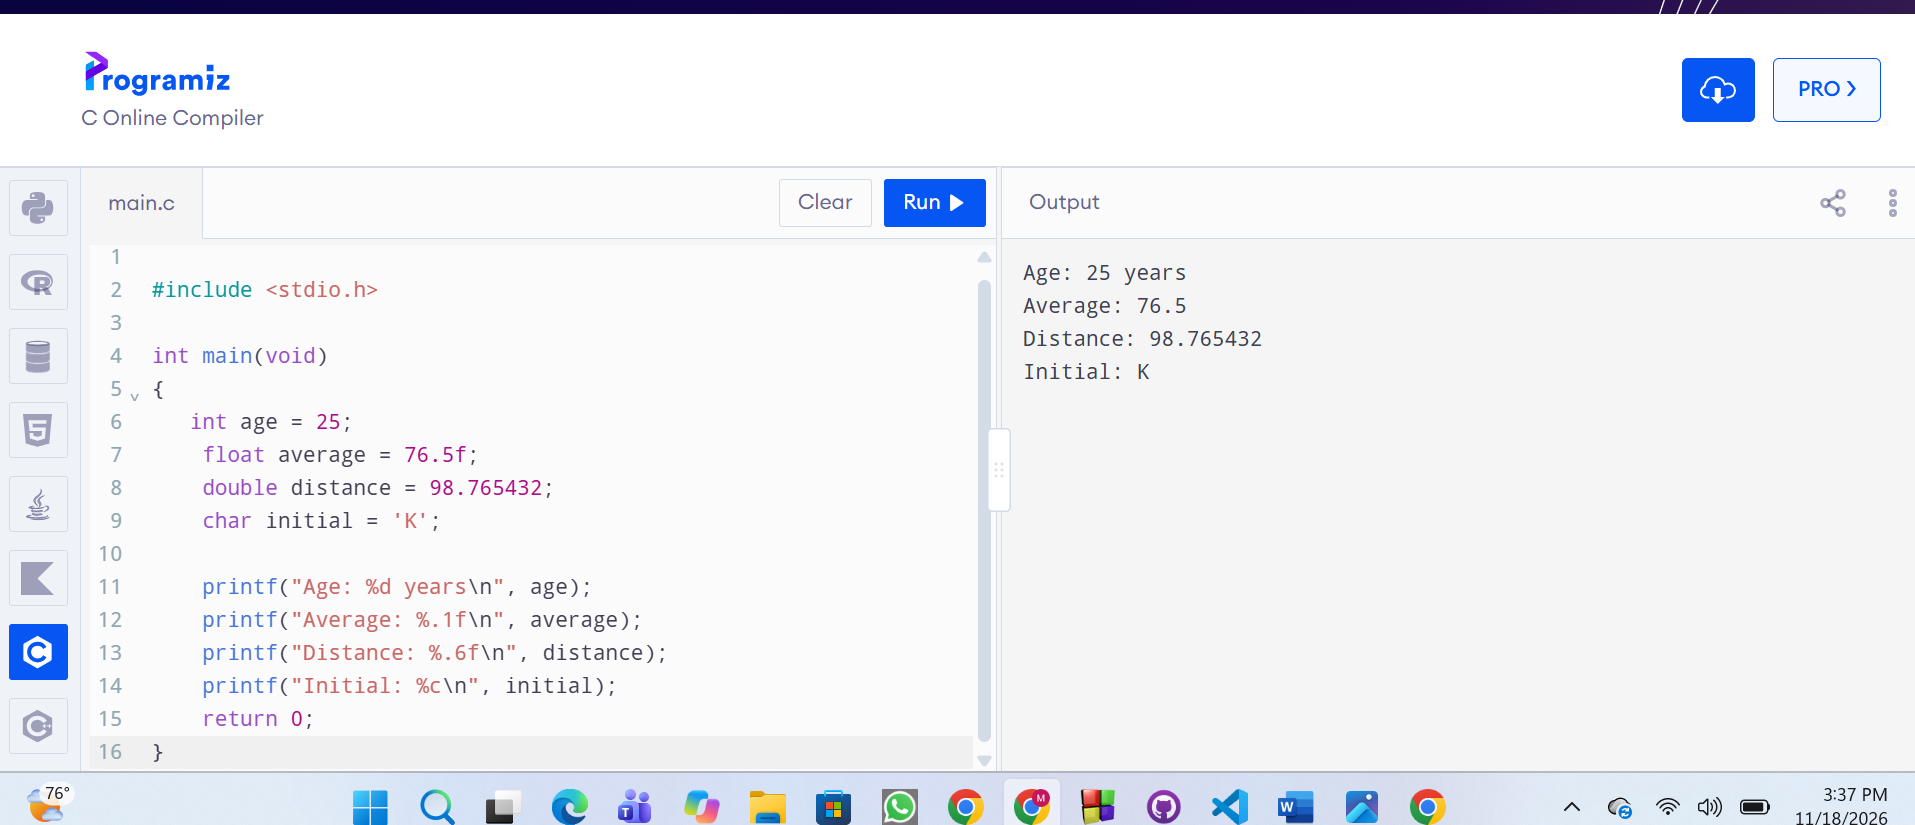 Programiz
C Online Compiler
PRO
main.c
Clear
Run
Output
1
2 #include <stdio.h>
3
4 int main(void)
5 {
6 int age = 25;
7 float average = 76.5f;
8 double distance = 98.765432;
9 char initial = 'K';
10
11 printf("Age: %d years\n", age);
12 printf("Average: %.1f\n", average);
13 printf("Distance: %.6f\n", distance);
14 printf("Initial: %c\n", initial);
15 return 0;
16 }
Age: 25 years
Average: 76.5
Distance: 98.765432
Initial: K
76°
3:37 PM
11/18/2026